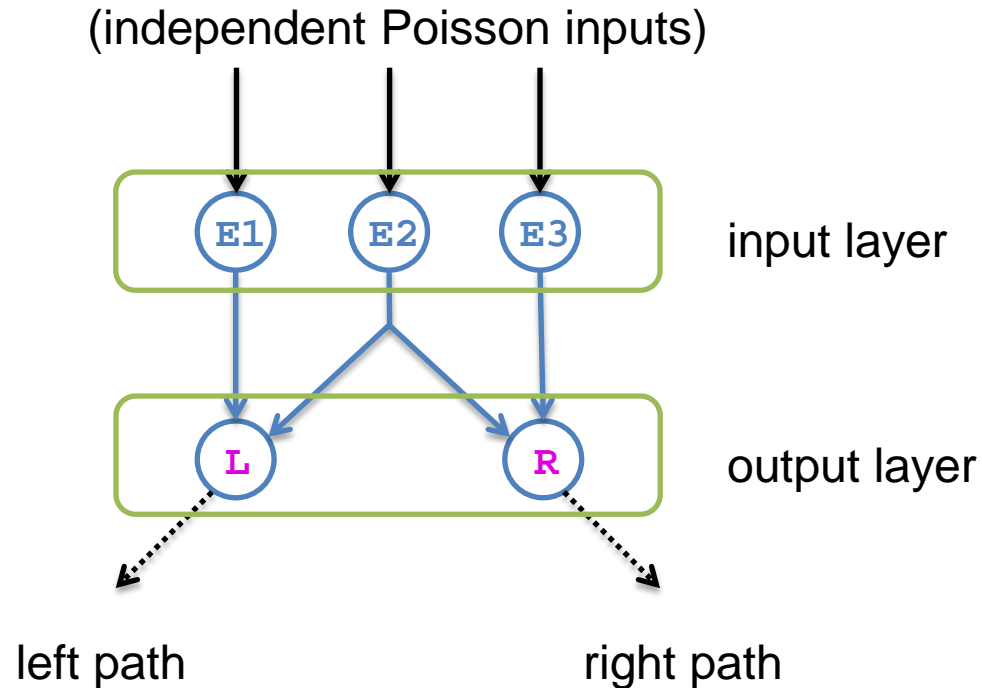 (independent Poisson inputs)
E1 E2 E3
input layer
L R
output layer
left path right path